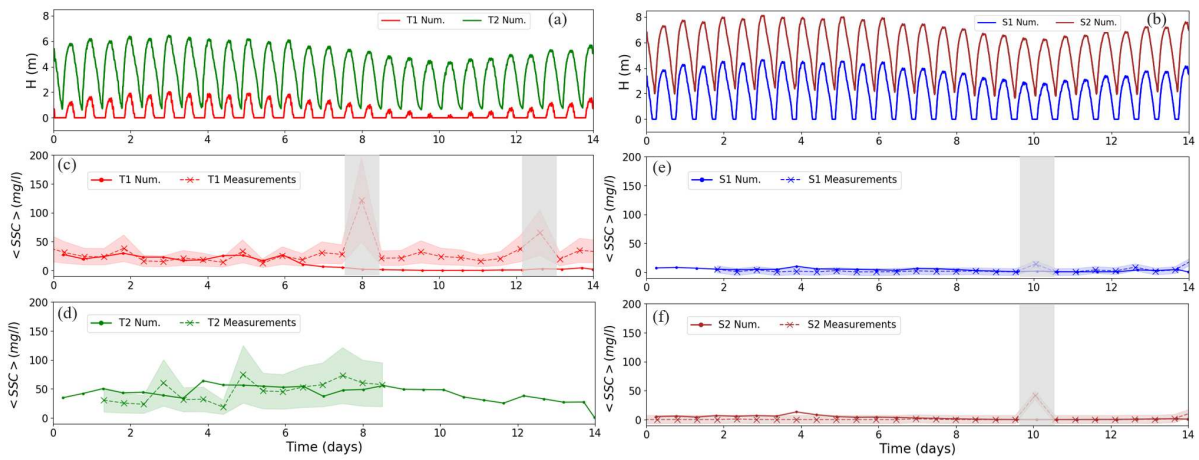 T1 Num. T2 Num. (a)
H (m)
8
6
4
2
0
0 2 4 6 8 10 12 14
S1 Num. S2 Num. (b)
H (m)
8
6
4
2
0
0 2 4 6 8 10 12 14
(c)
T1 Num. T1 Measurements
< SSC > (mg/l)
200
150
100
50
0
0 2 4 6 8 10 12 14
(e)
S1 Num. S1 Measurements
< SSC > (mg/l)
200
150
100
50
0
0 2 4 6 8 10 12 14
(d)
T2 Num. T2 Measurements
< SSC > (mg/l)
200
150
100
50
0
0 2 4 6 8 10 12 14
Time (days)
(f)
S2 Num. S2 Measurements
< SSC > (mg/l)
200
150
100
50
0
0 2 4 6 8 10 12 14
Time (days)